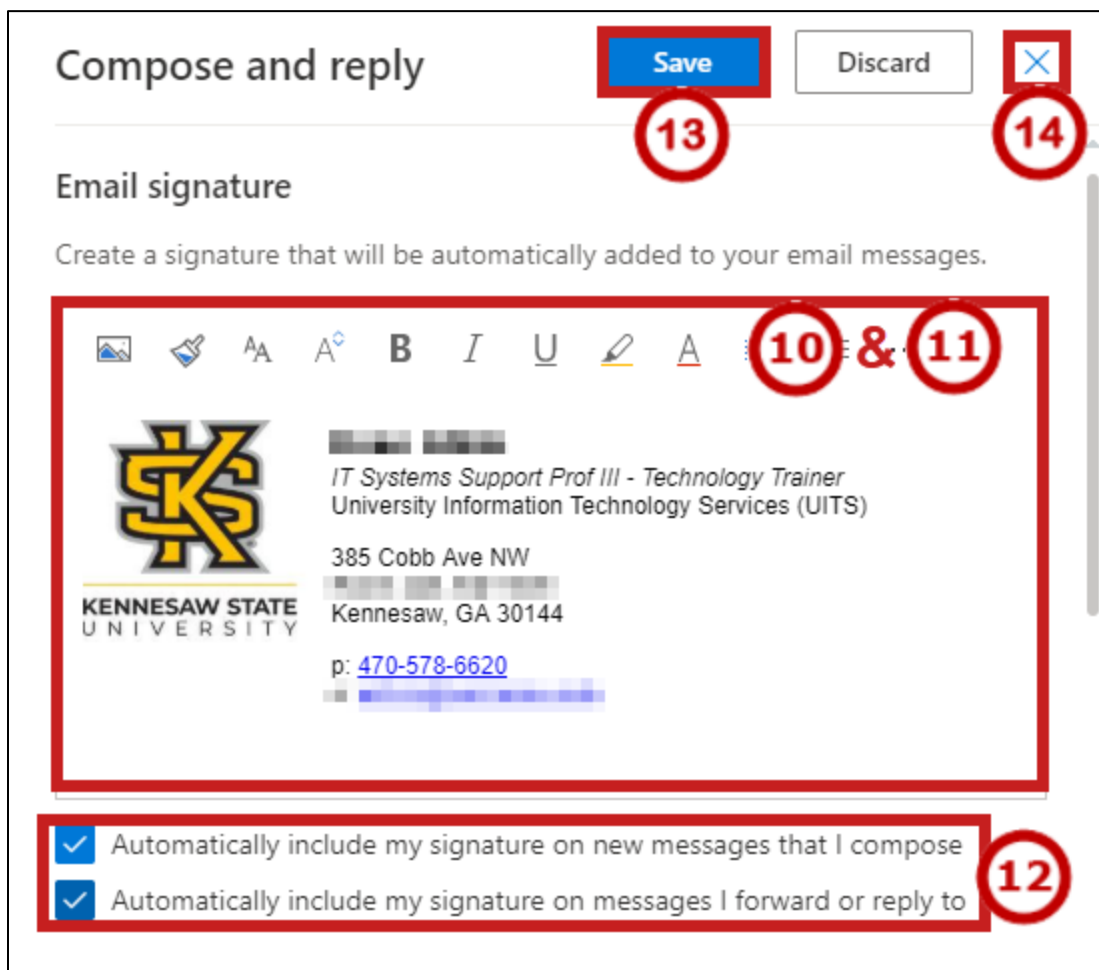 Compose and reply
Save
Discard
13
14
Email signature
Create a signature that will be automatically added to your email messages.
B I U A
10 & 11
KENNESAW STATE
UNIVERSITY
IT Systems Support Prof III - Technology Trainer
University Information Technology Services (UITS)
385 Cobb Ave NW
Kennesaw, GA 30144
p: 470-578-6620
Automatically include my signature on new messages that I compose
Automatically include my signature on messages I forward or reply to
12